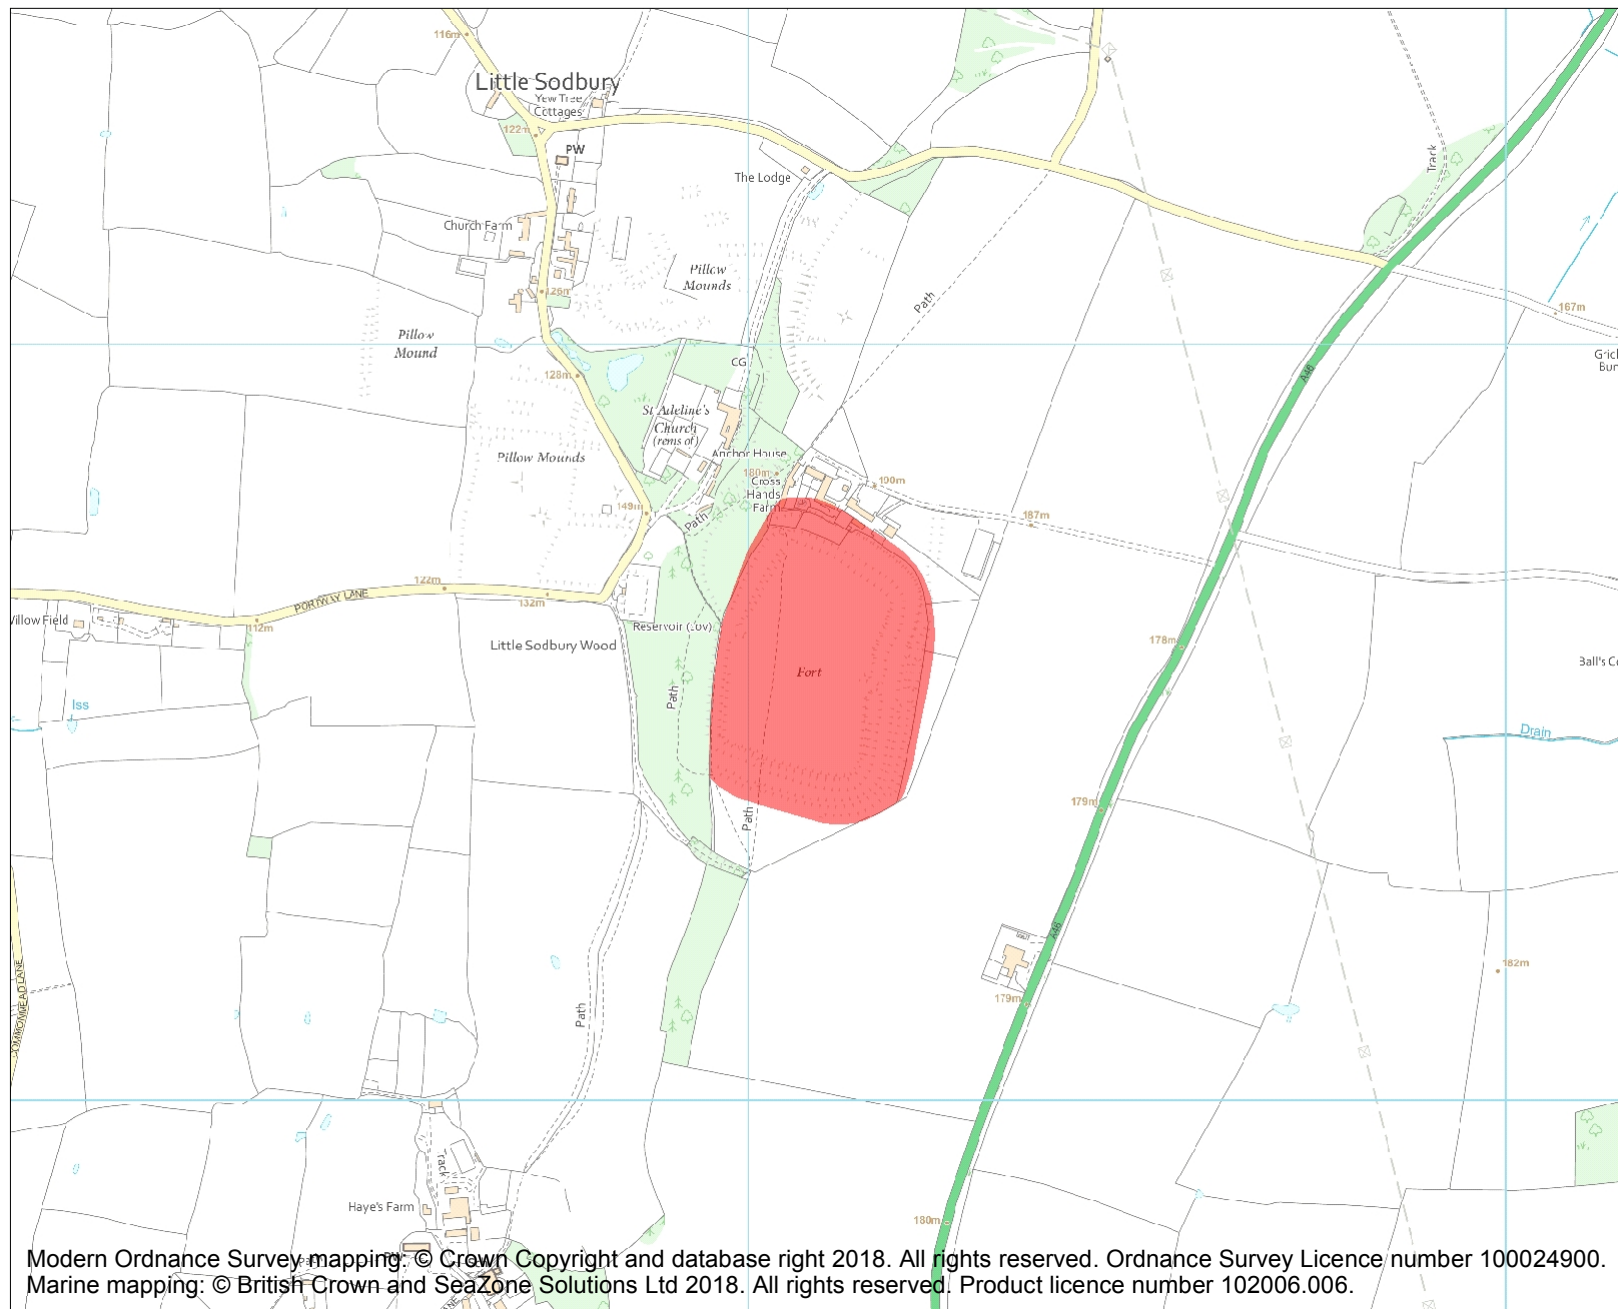 116m
Little Sodbury
Yew Tree
Cottages
122m
PW
Track
The Lodge
Church Farm
Pillow
Mounds
126m
Path
167m
Pillow
Mound
CG
128m
A46
St Adeline's
Church
(rems of)
Anchor House
Pillow Mounds
180m
Cross
Hands
Farm
190m
149m
Path
187m
122m
PORTWAY LANE
132m
112m
Reservoir (cov)
Little Sodbury Wood
178m
Fort
Path
Iss
Drain
179m
Path
A46
182m
179m
COMMONMEAD LANE
Path
Track
Haye's Farm
180m
PW
LANE
Modern Ordnance Survey mapping: © Crown Copyright and database right 2018. All rights reserved. Ordnance Survey Licence number 100024900.
Marine mapping: © British Crown and SeaZone Solutions Ltd 2018. All rights reserved. Product licence number 102006.006.